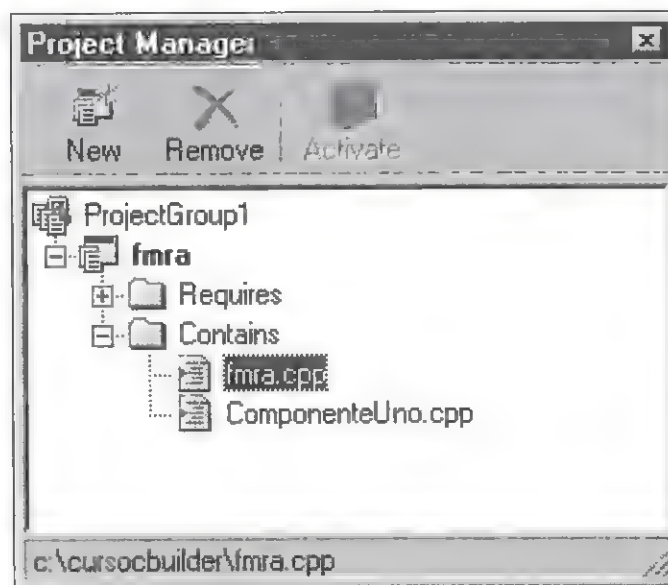 Project Manager
New Remove Activate
ProjectGroup1
fmra
Requires
Contains
fmra.cpp
ComponenteUno.cpp
c:\cursocbuilder\fmra.cpp